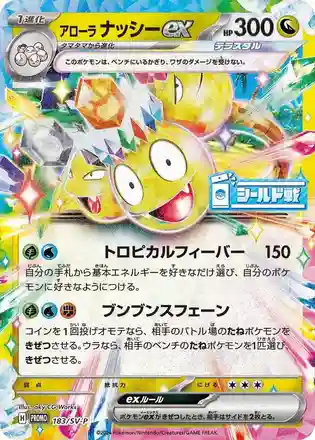 1進化
アローラ ナッシーex
HP 300
タマタマから進化
テラスタル
このポケモンは、ベンチにいるかぎり、ワザのダメージを受けない。
シールド戦
トロピカルフィーバー 150
自分の手札から基本エネルギーを好きなだけ選び、自分のポケモンに好きなようにつける。
ブンブンスフェーン
コインを1回投げオモテなら、相手のバトル場のたねポケモンをきぜつさせる。ウラなら、相手のベンチのたねポケモンを1匹選び、きぜつさせる。
弱点
抵抗力
にげる
exルール
ポケモンexがきぜつしたとき、相手はサイドを2枚とる。
Illus. 5ban Graphics